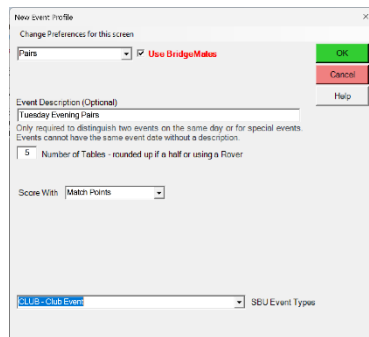 New Event Profile
Change Preferences for this screen
Pairs
Use BridgeMates
OK
Cancel
Help
Event Description (Optional)
Tuesday Evening Pairs
Only required to distinguish two events on the same day or for special events
Events cannot have the same event date without a description.
5 Number of Tables - rounded up if a half or using a Rover
Score With Match Points
CLUB - Club Event SBU Event Types